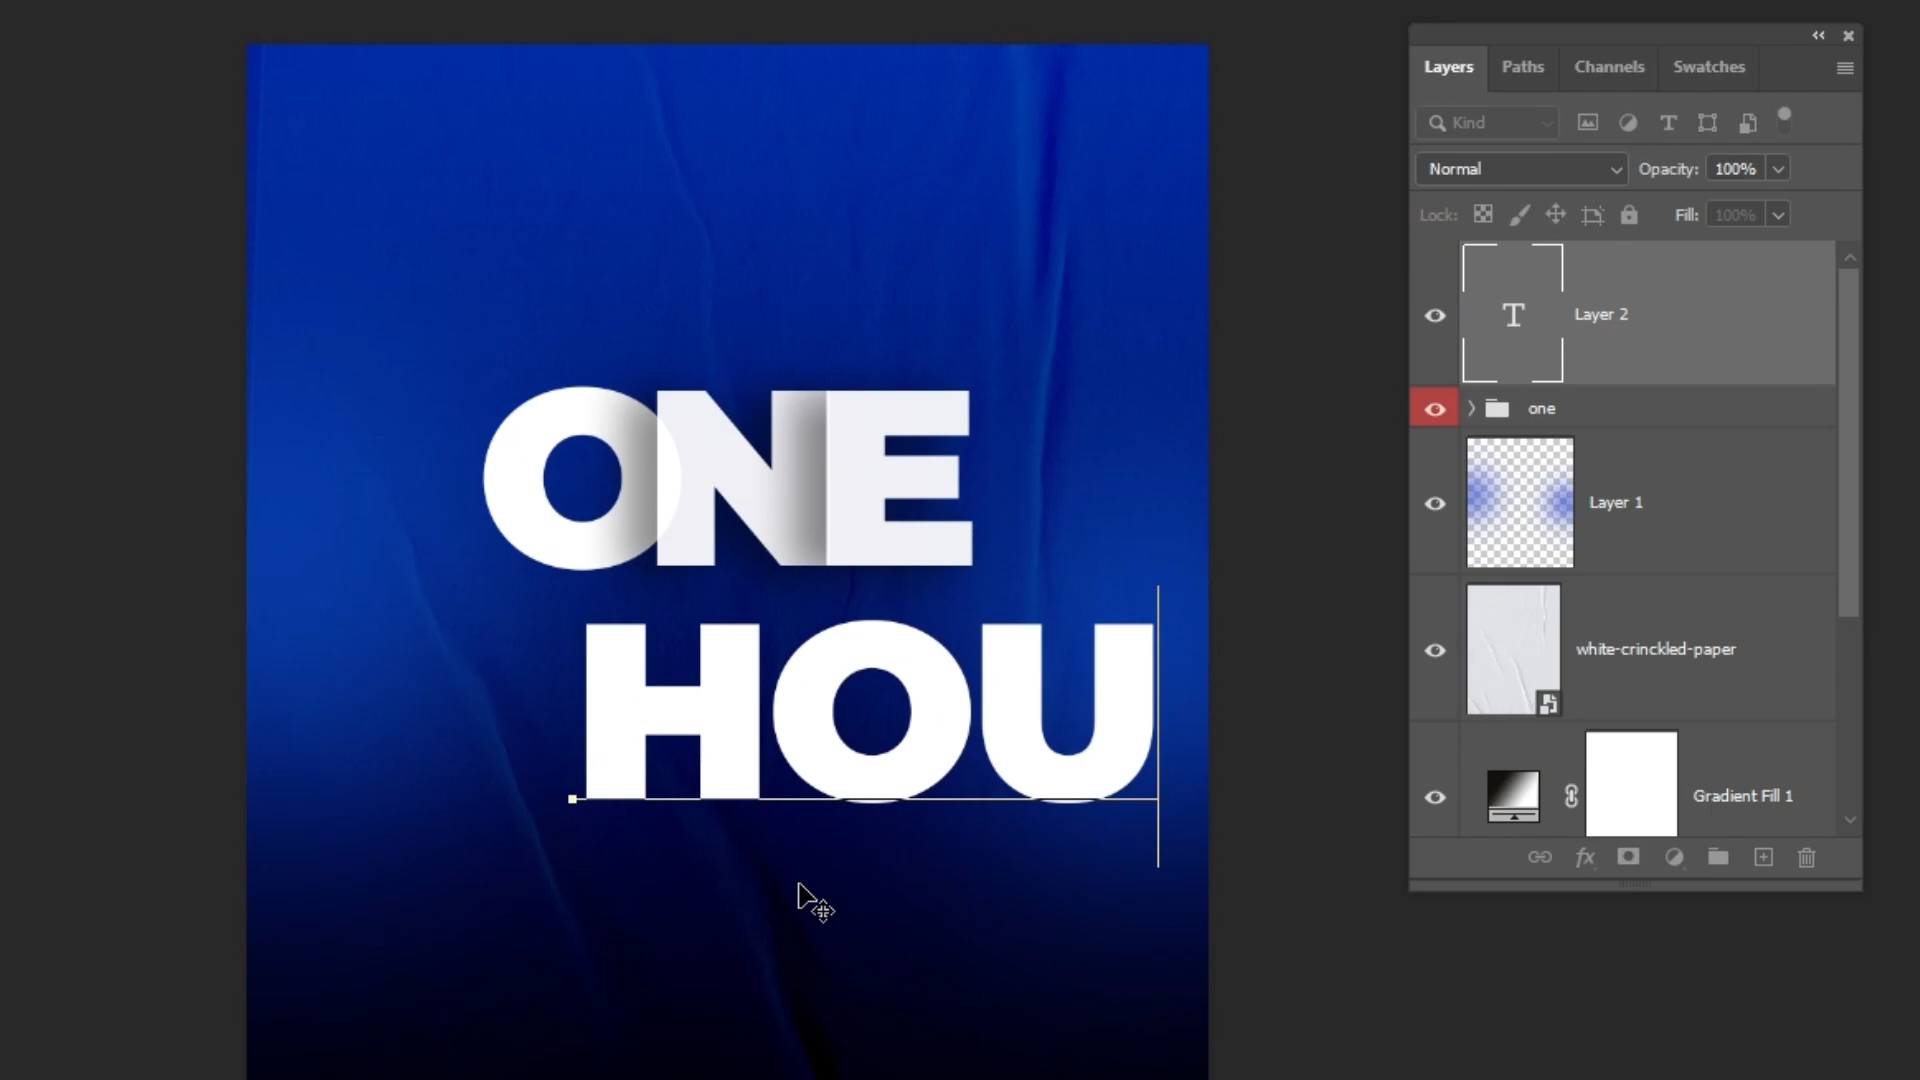 Layers Paths Channels Swatches
Kind
Normal Opacity: 100%
Lock: Fill: 100%
T Layer 2
one
ONE
Layer 1
HOU
white-crinckled-paper
Gradient Fill 1
fx